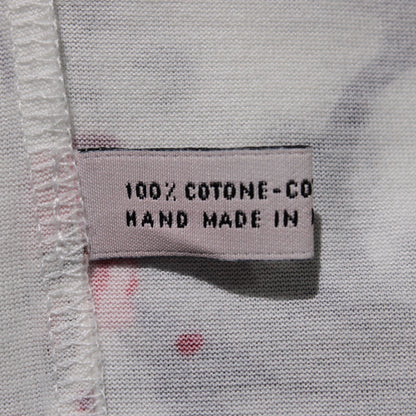 100% COTONE-CO
HAND MADE IN